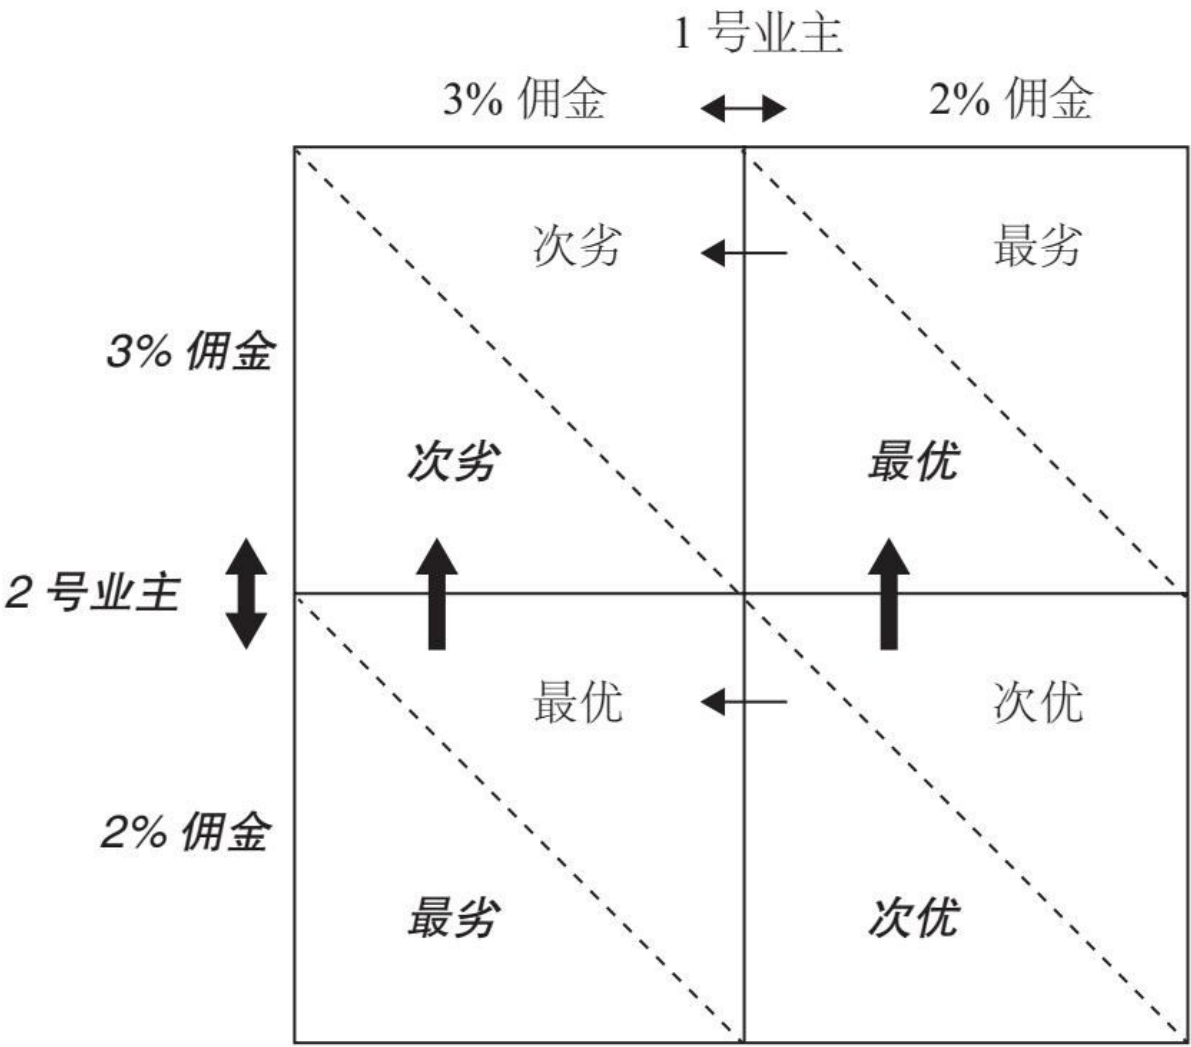 1 号业主
3% 佣金 2% 佣金
次劣 最劣
3% 佣金
次劣 最优
2 号业主
最优 次优
2% 佣金
最劣 次优